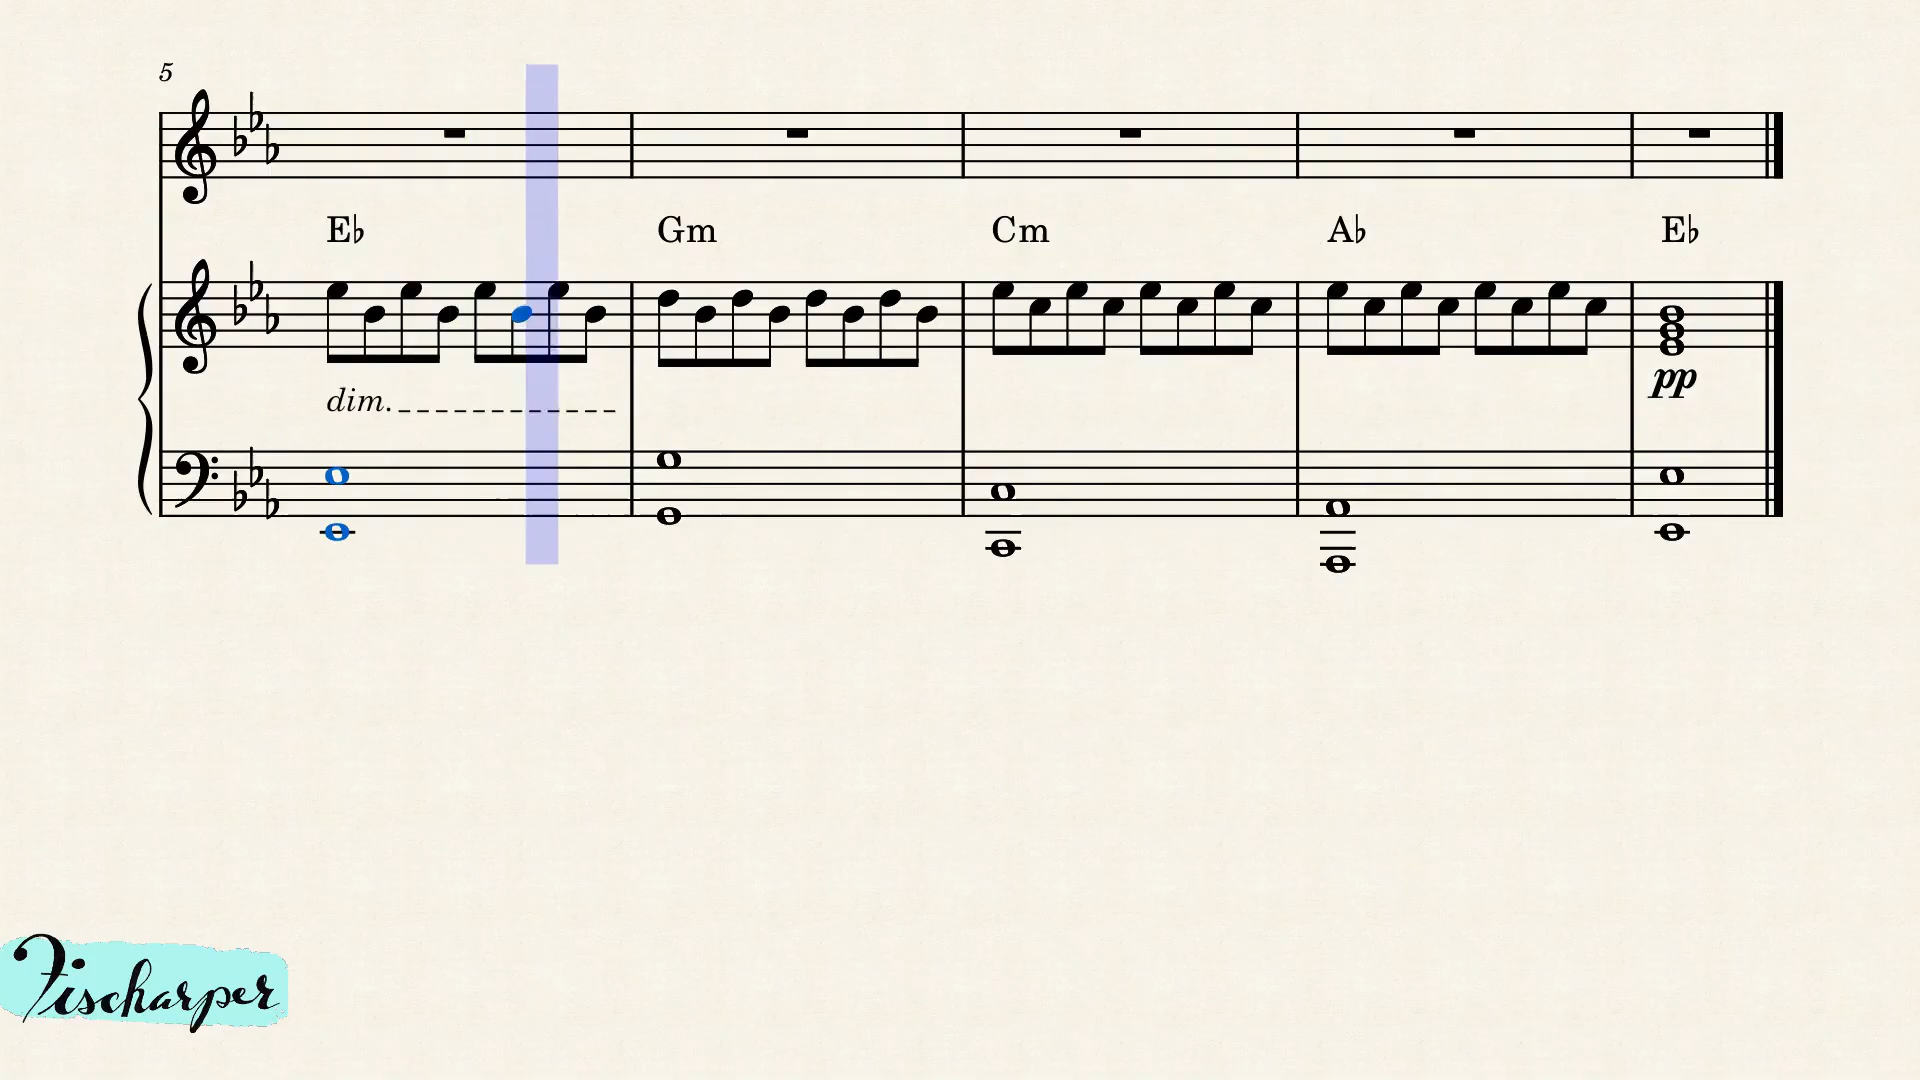 5
E♭ Gm Cm A♭ E♭
dim.
pp
Fischarper